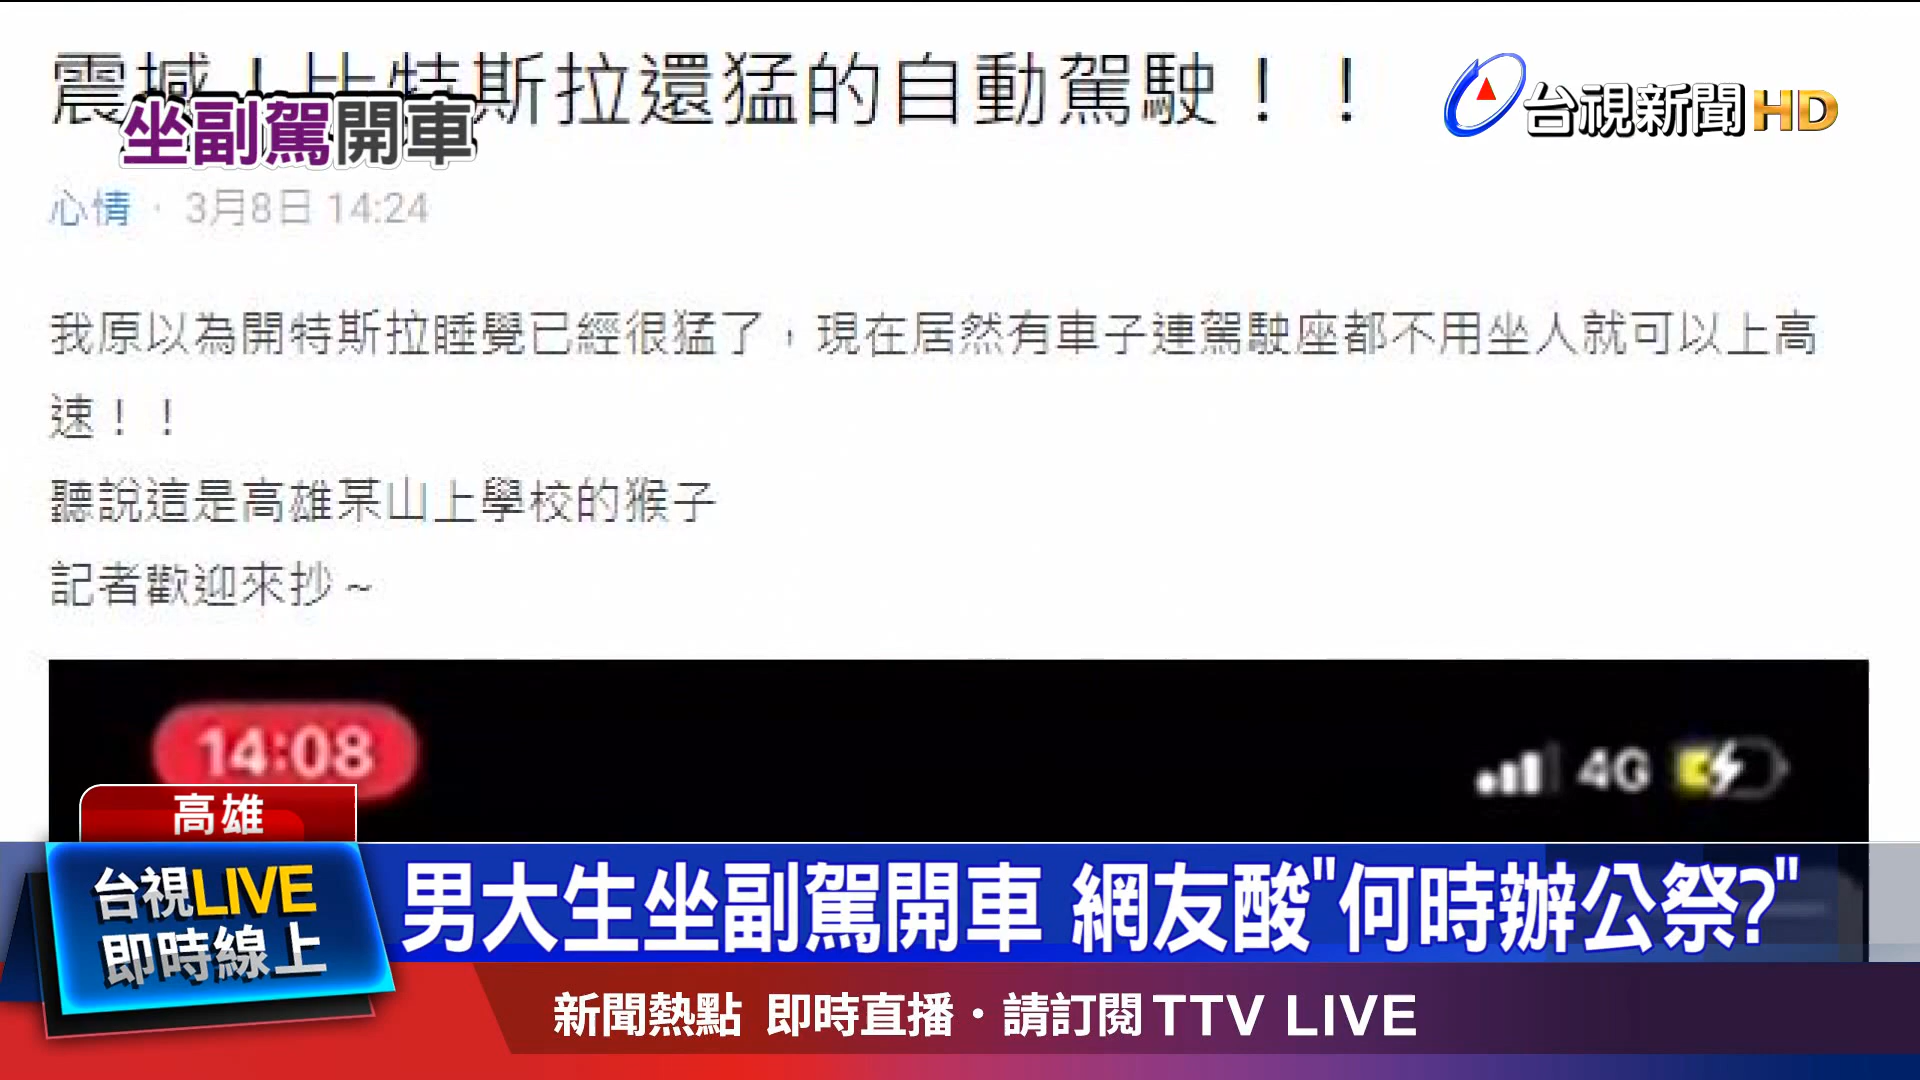 震撼！比特斯拉還猛的自動駕駛！！
坐副駕開車
台視新聞HD
心情 · 3月8日 14:24
我原以為開特斯拉睡覺已經很猛了，現在居然有車子連駕駛座都不用坐人就可以上高
速！！
聽說這是高雄某山上學校的猴子
記者歡迎來抄～
14:08
4G
高雄
台視LIVE
即時線上
男大生坐副駕開車 網友酸"何時辦公祭?"
新聞熱點 即時直播·請訂閱TTV LIVE